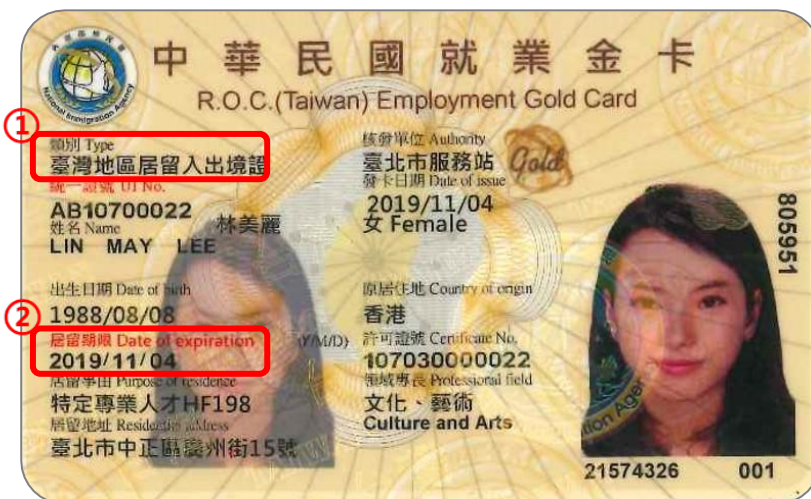 中華民國就業金卡
R.O.C.(Taiwan) Employment Gold Card
National Immigration Agency
①
類別 Type
臺灣地區居留入出境證
統一證號 UI No.
AB10700022
姓名 Name
林美麗
LIN MAY LEE
核發單位 Authority
臺北市服務站
Gold
發卡日期 Date of issue
2019/11/04
女 Female
805951
出生日期 Date of birth
1988/08/08
原居住地 Country of origin
香港
②
居留期限 Date of expiration (Y/M/D)
2019/11/04
許可證號 Certificate No.
107030000022
居留事由 Purpose of residence
特定專業人才HF198
領域專長 Professional field
文化、藝術
Culture and Arts
居留地址 Residential address
臺北市中正區廣州街15號
21574326 001